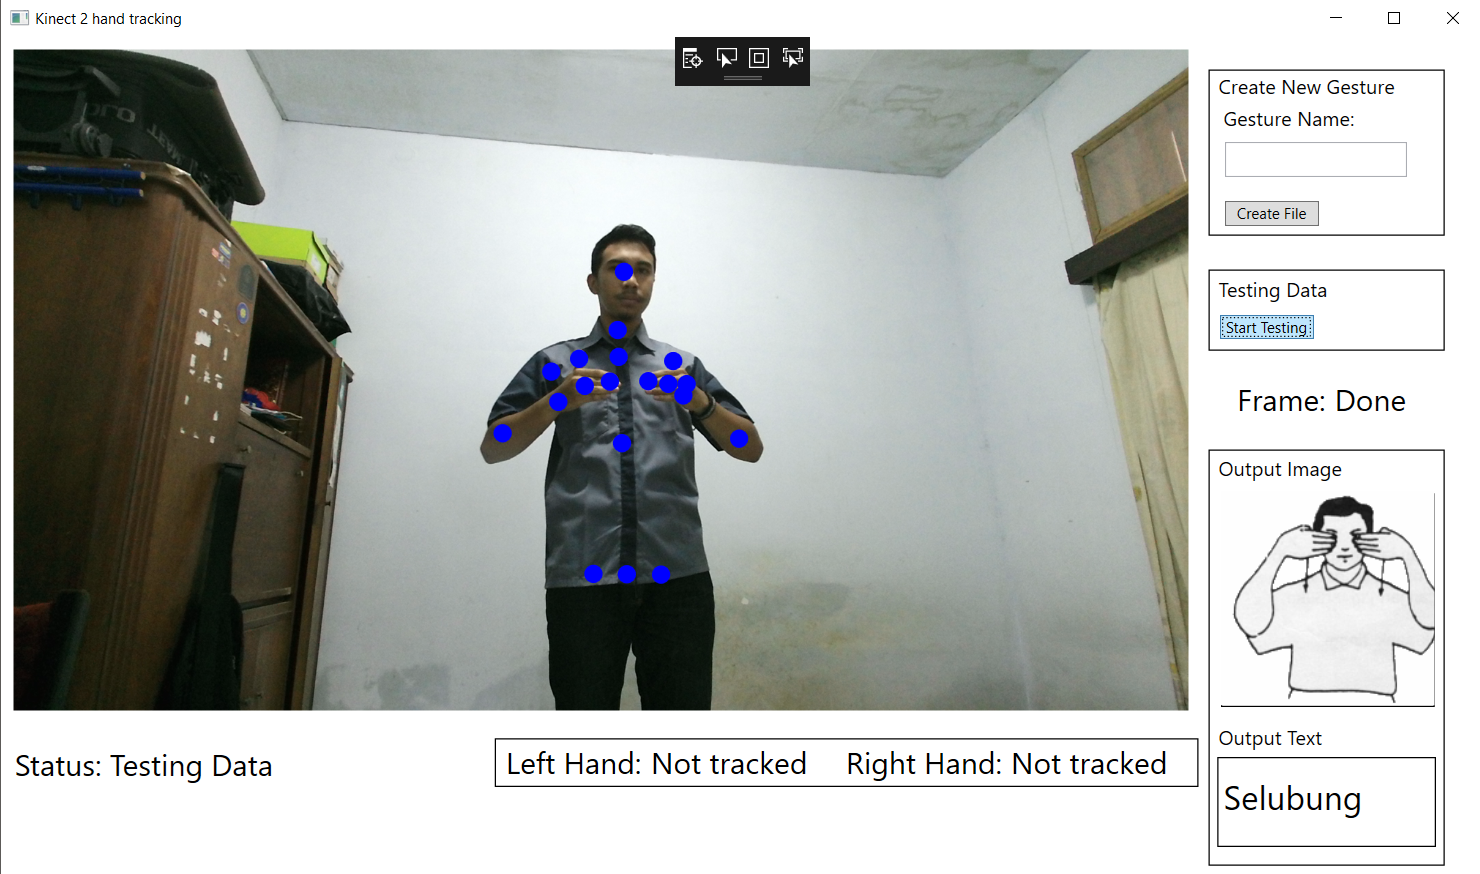 Kinect 2 hand tracking
Create New Gesture
Gesture Name:
Create File
Testing Data
Start Testing
Frame: Done
Output Image
Output Text
Selubung
Status: Testing Data
Left Hand: Not tracked
Right Hand: Not tracked